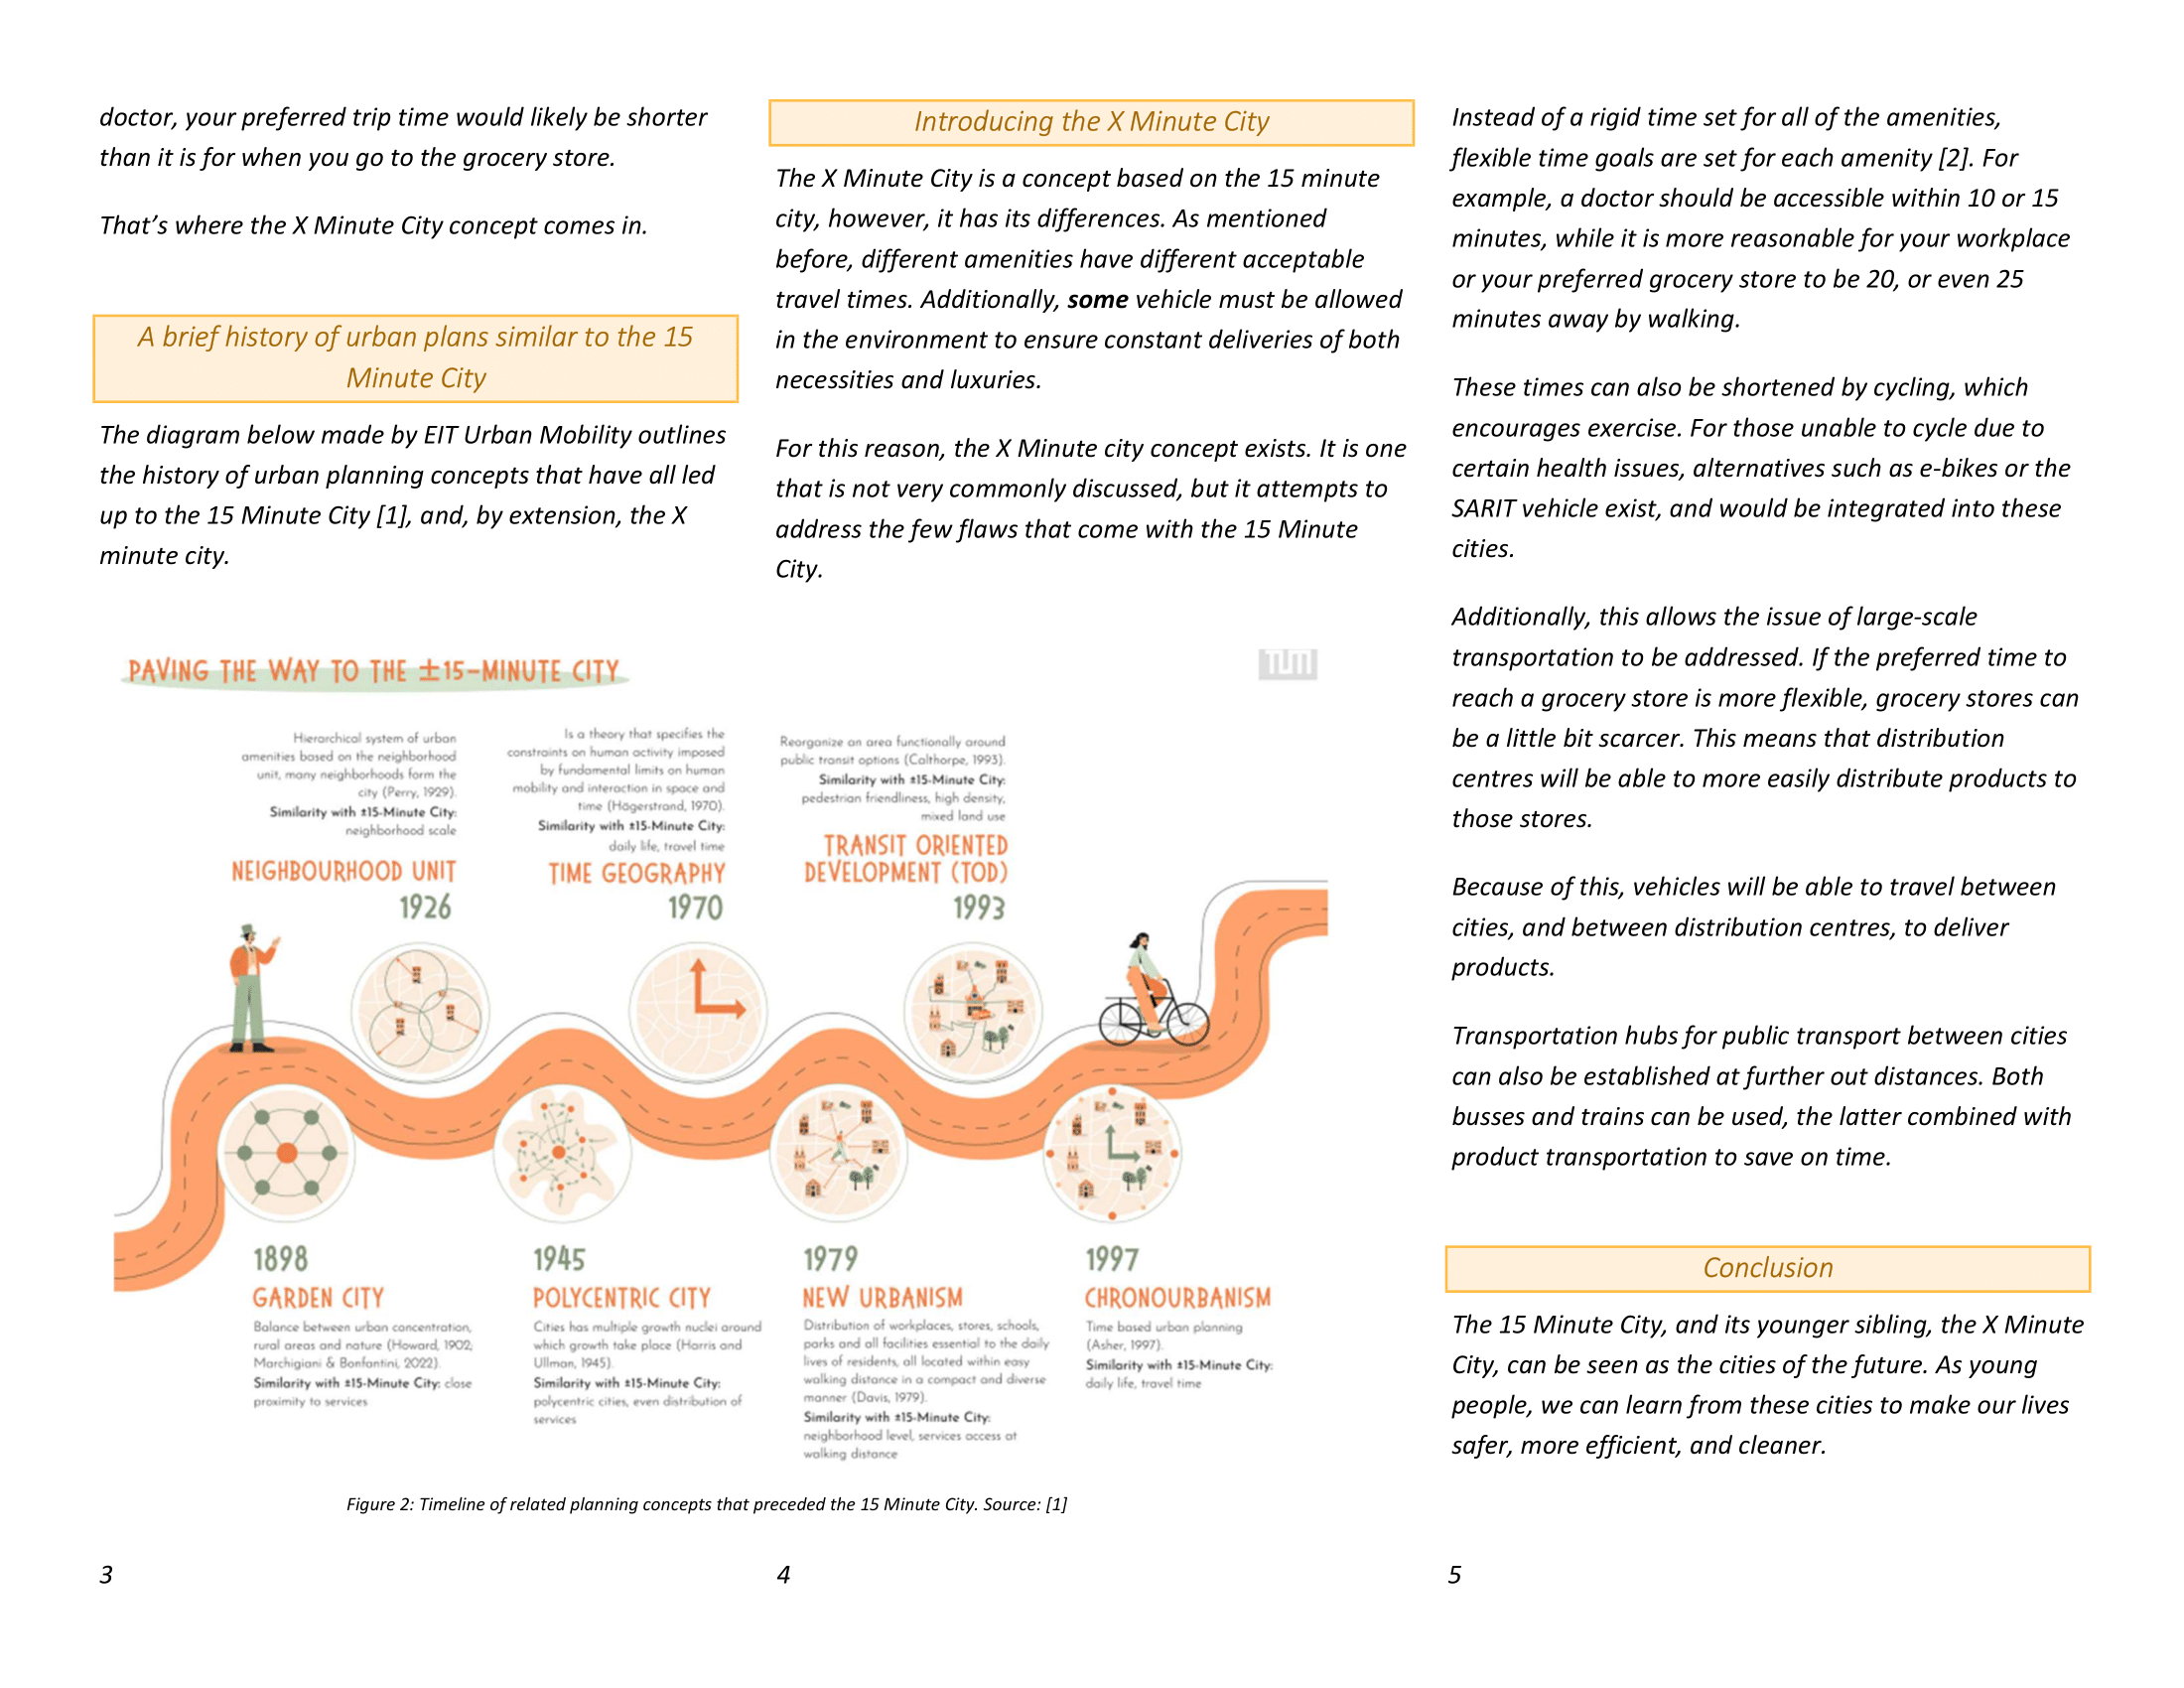 doctor, your preferred trip time would likely be shorter
than it is for when you go to the grocery store.
That's where the X Minute City concept comes in.
A brief history of urban plans similar to the 15
Minute City
The diagram below made by EIT Urban Mobility outlines
the history of urban planning concepts that have all led
up to the 15 Minute City [1], and, by extension, the X
minute city.
Introducing the X Minute City
The X Minute City is a concept based on the 15 minute
city, however, it has its differences. As mentioned
before, different amenities have different acceptable
travel times. Additionally, some vehicle must be allowed
in the environment to ensure constant deliveries of both
necessities and luxuries.
For this reason, the X Minute city concept exists. It is one
that is not very commonly discussed, but it attempts to
address the few flaws that come with the 15 Minute
City.
PAVING THE WAY TO THE ±15-MINUTE CITY
TUM
Hierarchical system of urban
amenities based on the neighborhood
unit, many neighborhoods form the
city (Perry, 1929).
Similarity with ±15-Minute City:
neighborhood scale
NEIGHBOURHOOD UNIT
1926
Is a theory that specifies the
constraints on human activity imposed
by fundamental limits on human
mobility and interaction in space and
time (Hägerstrand, 1970).
Similarity with ±15-Minute City:
daily life, travel time
TIME GEOGRAPHY
1970
Reorganize an area functionally around
public transit options (Calthorpe, 1993).
Similarity with ±15-Minute City:
pedestrian friendliness, high density,
mixed land use
TRANSIT ORIENTED
DEVELOPMENT (TOD)
1993
1898
GARDEN CITY
Balance between urban concentration,
rural areas and nature (Howard, 1902;
Marchigiani & Bonfantini, 2022).
Similarity with ±15-Minute City: close
proximity to services
1945
POLYCENTRIC CITY
Cities has multiple growth nuclei around
which growth take place (Harris and
Ullman, 1945).
Similarity with ±15-Minute City:
polycentric cities, even distribution of
services
1979
NEW URBANISM
Distribution of workplaces, stores, schools,
parks and all facilities essential to the daily
lives of residents, all located within easy
walking distance in a compact and diverse
manner (Davis, 1979).
Similarity with ±15-Minute City:
neighborhood level, services access at
walking distance
1997
CHRONOURBANISM
Time based urban planning
(Asher, 1997).
Similarity with ±15-Minute City:
daily life, travel time
Figure 2: Timeline of related planning concepts that preceded the 15 Minute City. Source: [1]
Instead of a rigid time set for all of the amenities,
flexible time goals are set for each amenity [2]. For
example, a doctor should be accessible within 10 or 15
minutes, while it is more reasonable for your workplace
or your preferred grocery store to be 20, or even 25
minutes away by walking.
These times can also be shortened by cycling, which
encourages exercise. For those unable to cycle due to
certain health issues, alternatives such as e-bikes or the
SARIT vehicle exist, and would be integrated into these
cities.
Additionally, this allows the issue of large-scale
transportation to be addressed. If the preferred time to
reach a grocery store is more flexible, grocery stores can
be a little bit scarcer. This means that distribution
centres will be able to more easily distribute products to
those stores.
Because of this, vehicles will be able to travel between
cities, and between distribution centres, to deliver
products.
Transportation hubs for public transport between cities
can also be established at further out distances. Both
busses and trains can be used, the latter combined with
product transportation to save on time.
Conclusion
The 15 Minute City, and its younger sibling, the X Minute
City, can be seen as the cities of the future. As young
people, we can learn from these cities to make our lives
safer, more efficient, and cleaner.
3
4
5